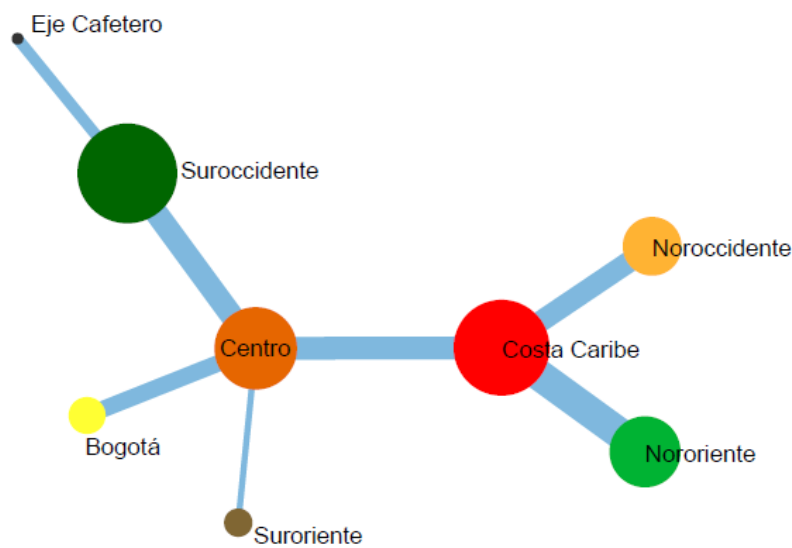 Eje Cafetero
Suroccidente
Noroccidente
Centro
Costa Caribe
Bogotá
Nororiente
Suroriente